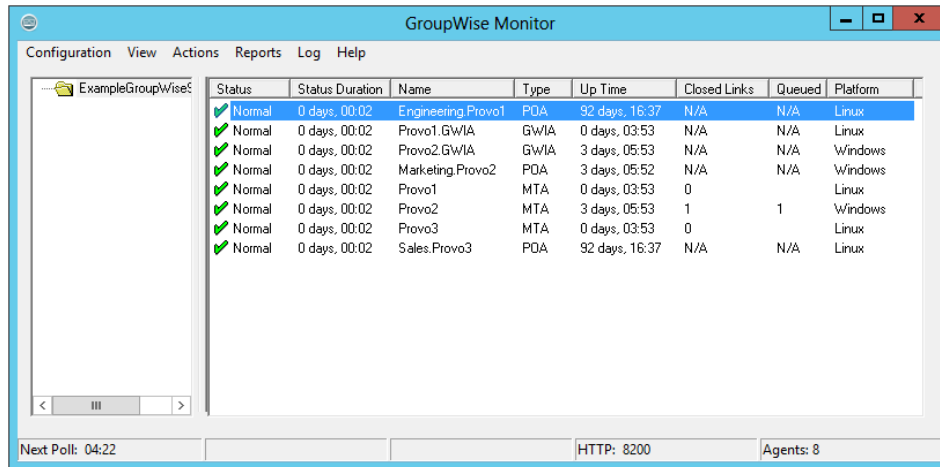 GroupWise Monitor
Configuration View Actions Reports Log Help
ExampleGroupWiseS
Status Status Duration Name Type Up Time Closed Links Queued Platform
Normal 0 days, 00:02 Engineering.Provo1 POA 92 days, 16:37 N/A N/A Linux
Normal 0 days, 00:02 Provo1.GWIA GWIA 0 days, 03:53 N/A N/A Linux
Normal 0 days, 00:02 Provo2.GWIA GWIA 3 days, 05:53 N/A N/A Windows
Normal 0 days, 00:02 Marketing.Provo2 POA 3 days, 05:52 N/A N/A Windows
Normal 0 days, 00:02 Provo1 MTA 0 days, 03:53 0 Linux
Normal 0 days, 00:02 Provo2 MTA 3 days, 05:53 1 1 Windows
Normal 0 days, 00:02 Provo3 MTA 0 days, 03:53 0 Linux
Normal 0 days, 00:02 Sales.Provo3 POA 92 days, 16:37 N/A N/A Linux
Next Poll: 04:22 HTTP: 8200 Agents: 8